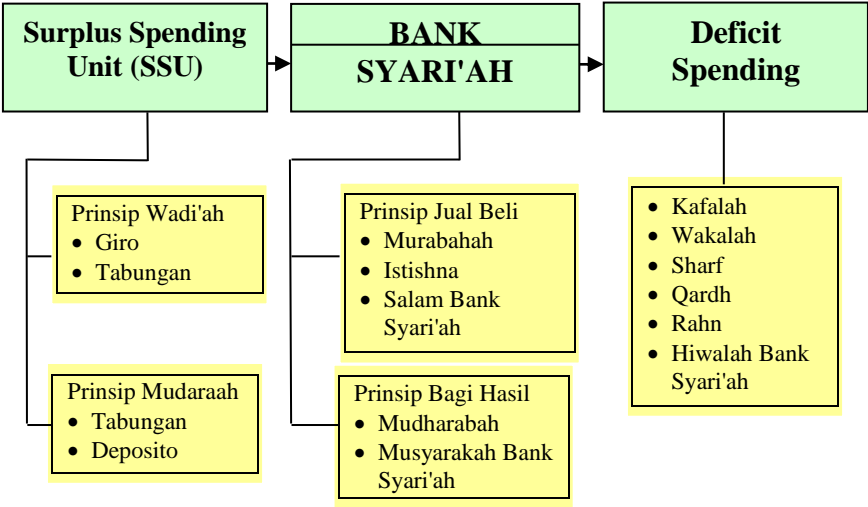 Surplus Spending
Unit (SSU)
BANK
SYARI'AH
Deficit
Spending
Prinsip Wadi'ah
• Giro
• Tabungan
Prinsip Mudaraah
• Tabungan
• Deposito
Prinsip Jual Beli
• Murabahah
• Istishna
• Salam Bank
Syari'ah
Prinsip Bagi Hasil
• Mudharabah
• Musyarakah Bank
Syari'ah
• Kafalah
• Wakalah
• Sharf
• Qardh
• Rahn
• Hiwalah Bank
Syari'ah